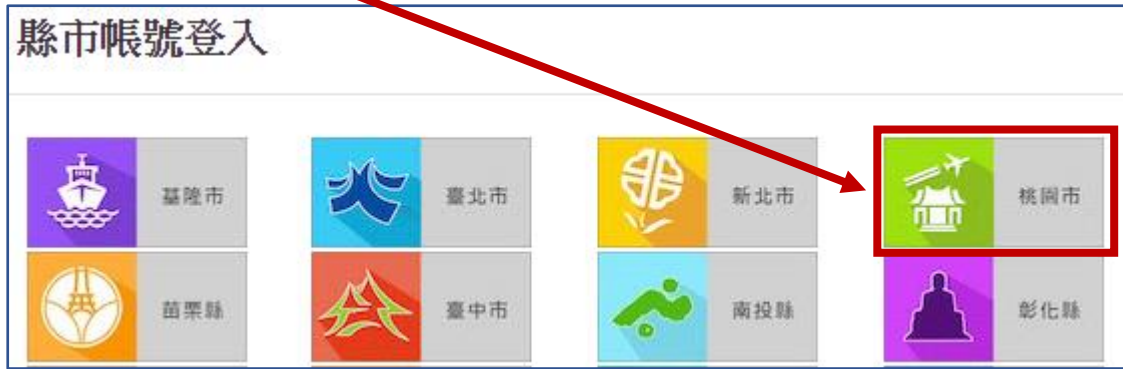 縣市帳號登入
基隆市
臺北市
新北市
桃園市
苗栗縣
臺中市
南投縣
彰化縣